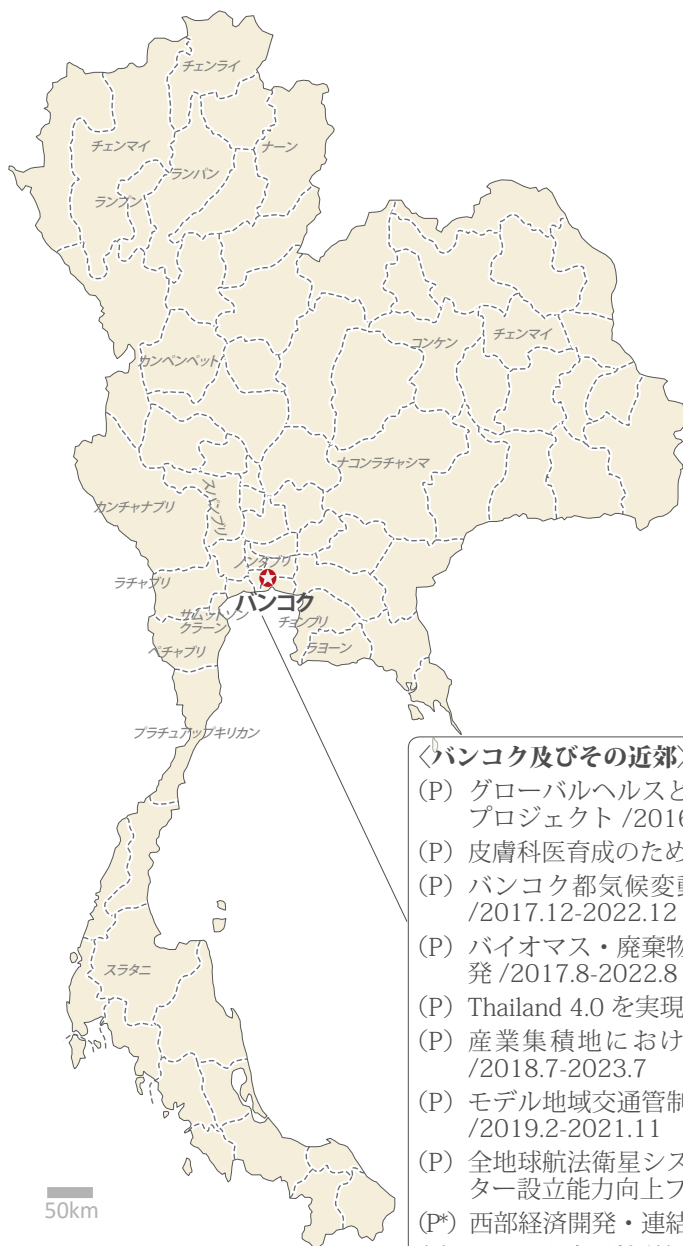 チェンライ
チェンマイ
ナーン
ランパン
ランプン
コンケン
チェンマイ
カンペンペット
ナコンラチャシマ
スパンブリ
カンチャナブリ
ノンタブリ
ラチャブリ
バンコク
サムットソン
クラーン
チョンブリ
ペチャブリ
ラヨーン
プラチュアップキリカン
スラタニ
50km
〈バンコク及びその近郊〉
(P) グローバルヘルスと
プロジェクト /2016
(P) 皮膚科医育成のため
(P) バンコク都気候変動
/2017.12-2022.12
(P) バイオマス・廃棄物
発 /2017.8-2022.8
(P) Thailand 4.0 を実現
(P) 産業集積地におけ
/2018.7-2023.7
(P) モデル地域交通管制
/2019.2-2021.11
(P) 全地球航法衛星シス
ター設立能力向上プ
(P*) 西部経済開発・連結